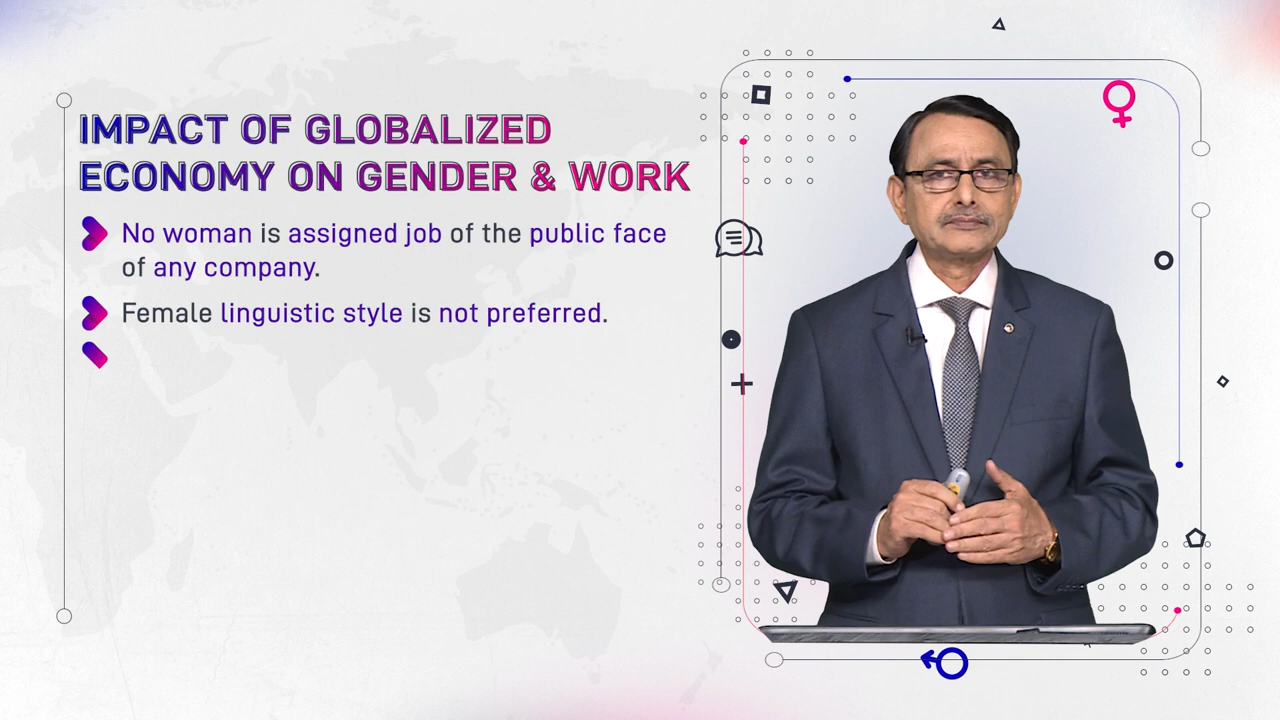 IMPACT OF GLOBALIZED
ECONOMY ON GENDER & WORK
No woman is assigned job of the public face
of any company.
Female linguistic style is not preferred.